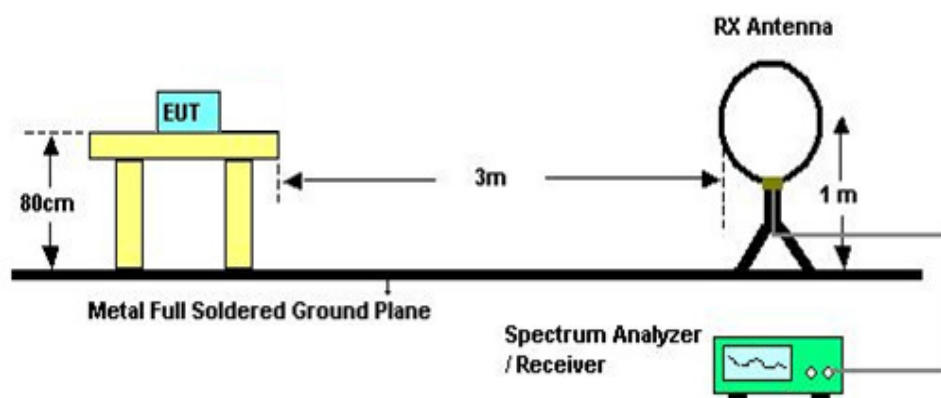 RX Antenna
EUT
3m
80cm
1 m
Metal Full Soldered Ground Plane
Spectrum Analyzer
/ Receiver